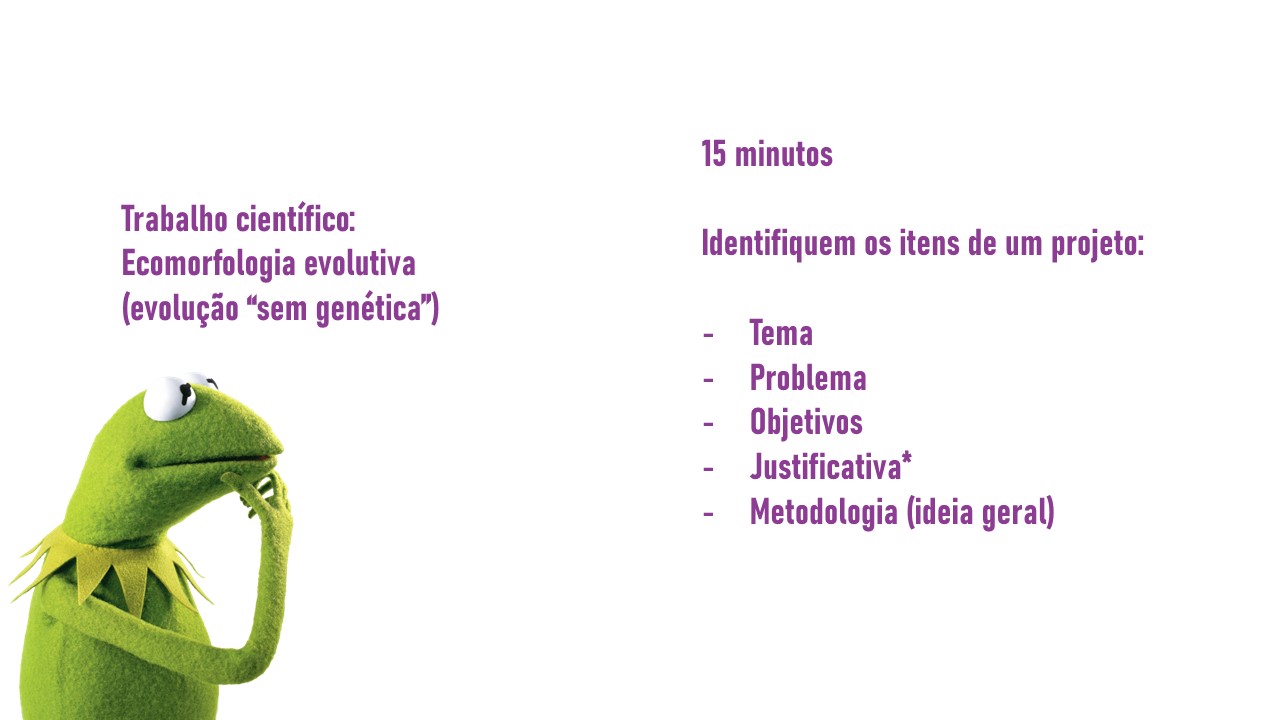 Trabalho científico:
Ecomorfologia evolutiva
(evolução “sem genética”)
15 minutos
Identifiquem os itens de um projeto:
- Tema
- Problema
- Objetivos
- Justificativa*
- Metodologia (ideia geral)